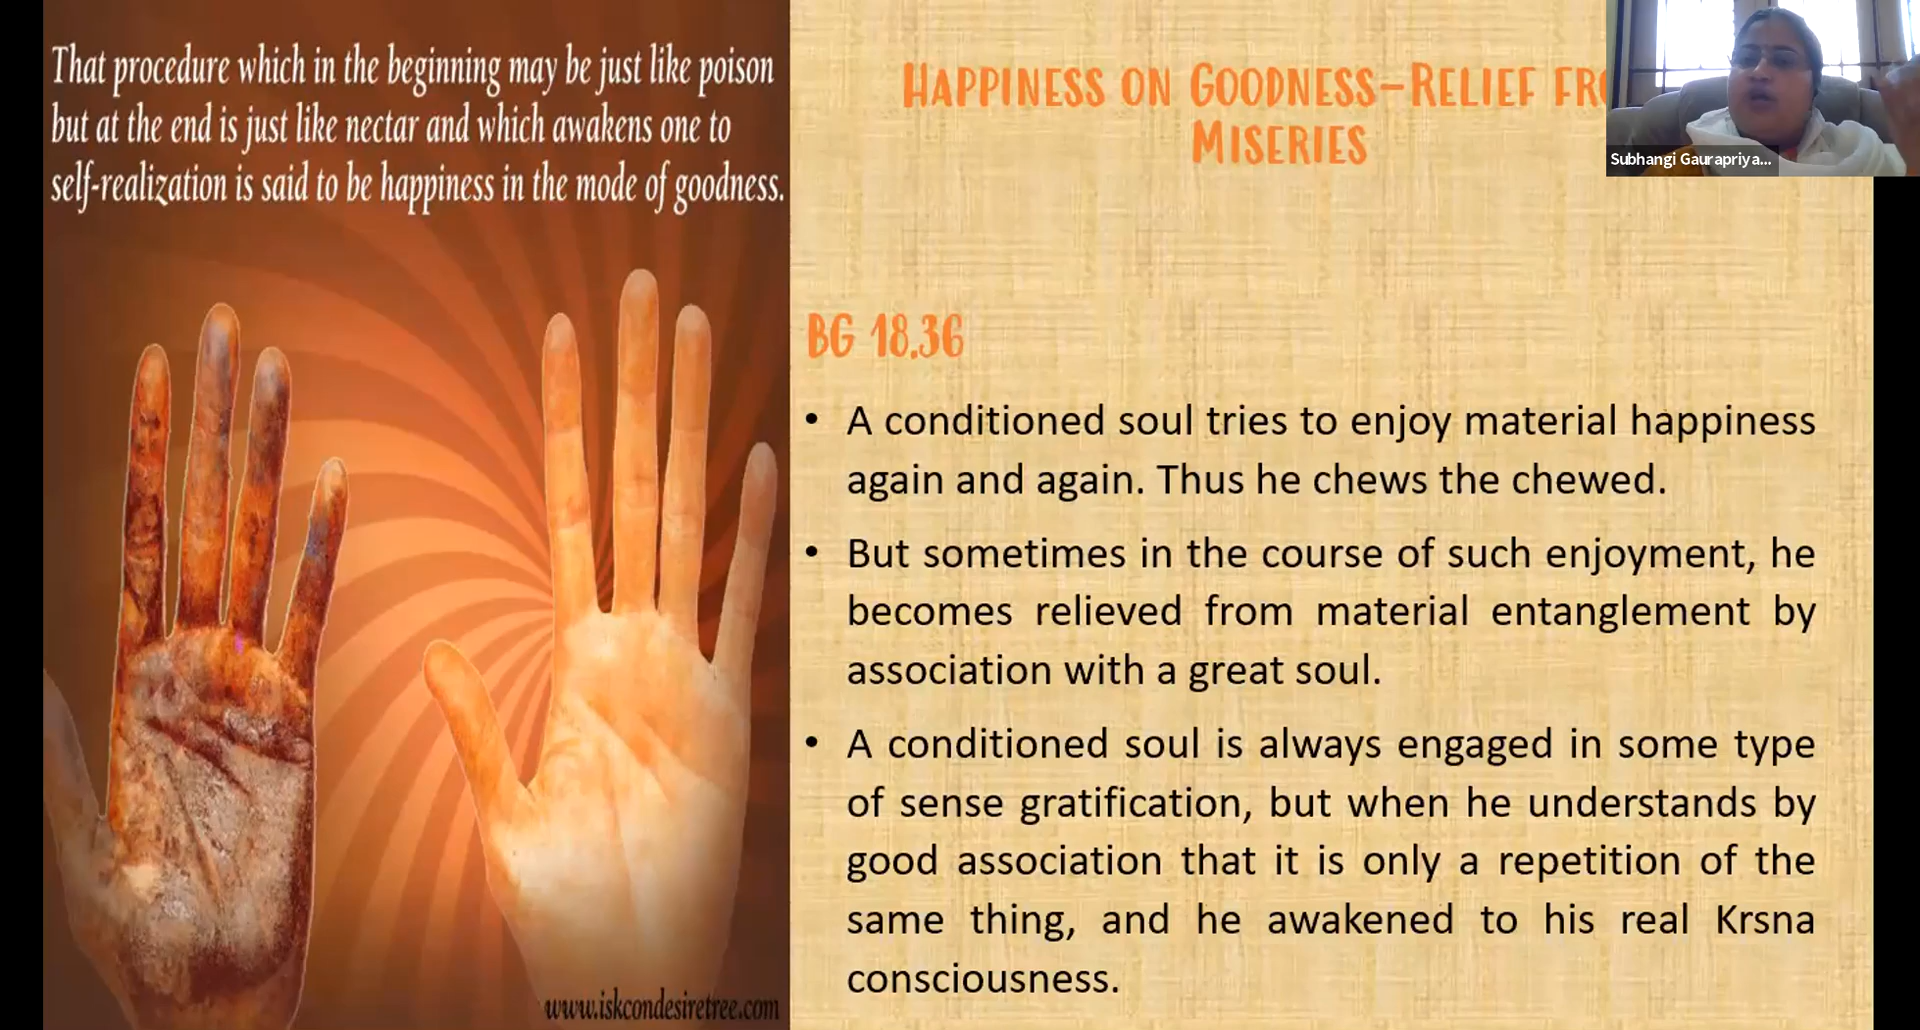 That procedure which in the beginning may be just like poison
but at the end is just like nectar and which awakens one to
self-realization is said to be happiness in the mode of goodness.
www.iskcondesiretree.com
HAPPINESS ON GOODNESS-RELIEF FRO
MISERIES
BG 18.36
• A conditioned soul tries to enjoy material happiness
again and again. Thus he chews the chewed.
• But sometimes in the course of such enjoyment, he
becomes relieved from material entanglement by
association with a great soul.
• A conditioned soul is always engaged in some type
of sense gratification, but when he understands by
good association that it is only a repetition of the
same thing, and he awakened to his real Krsna
consciousness.
Subhangi Gaurapriya...